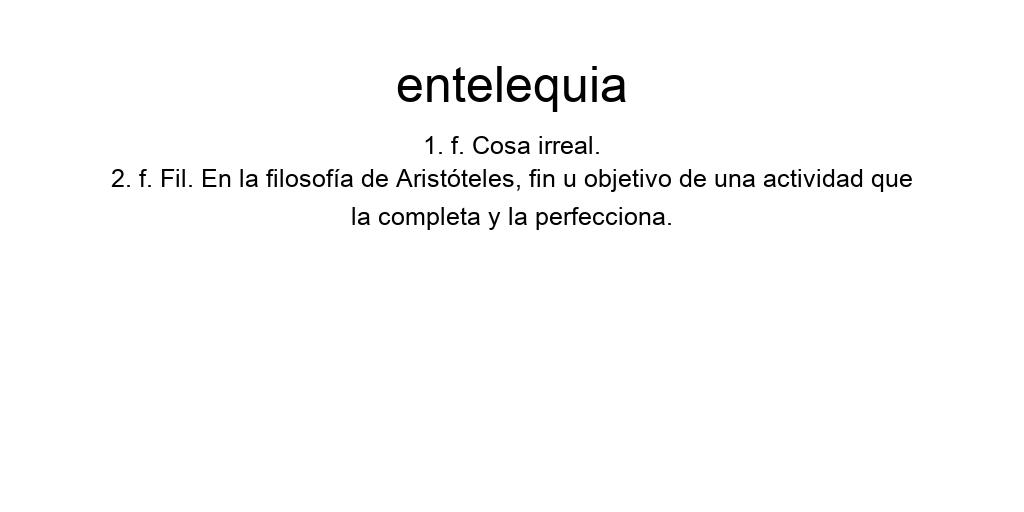 entelequia
1. f. Cosa irreal.
2. f. Fil. En la filosofía de Aristóteles, fin u objetivo de una actividad que
la completa y la perfecciona.